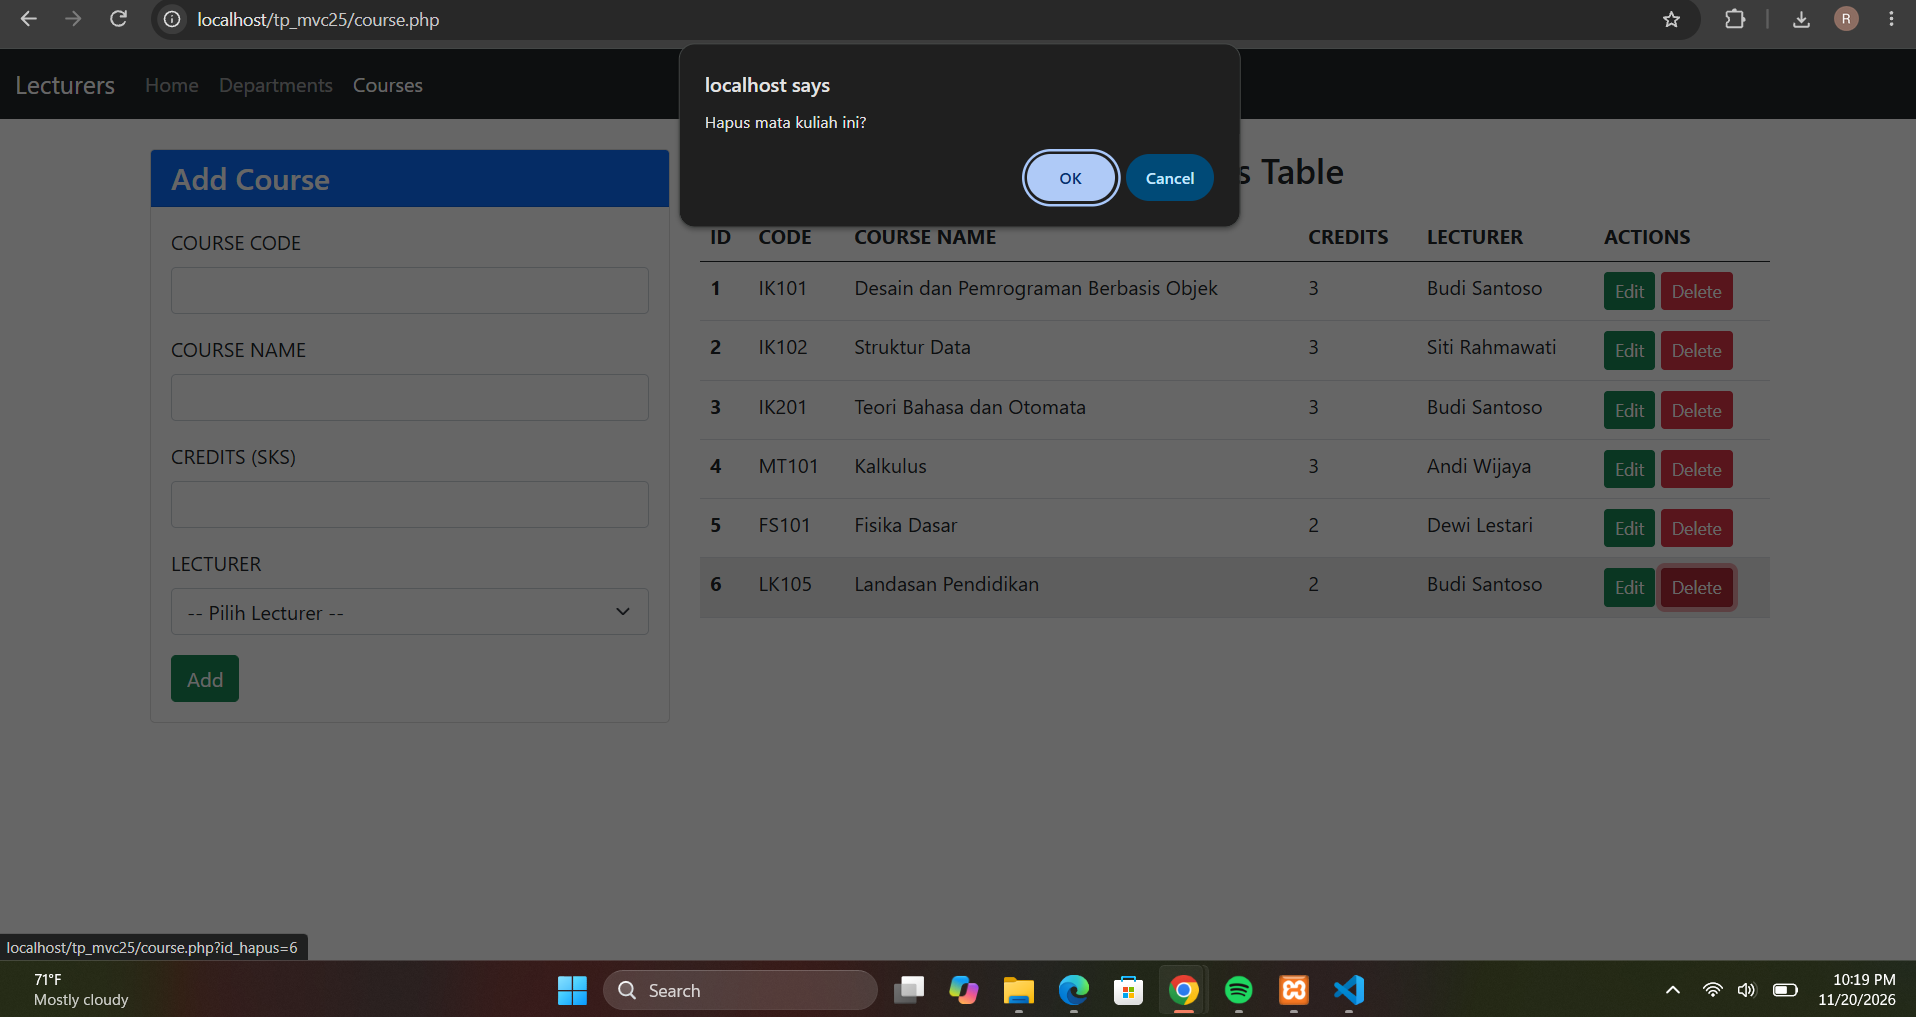 localhost/tp_mvc25/course.php
R
Lecturers Home Departments Courses
localhost says
Hapus mata kuliah ini?
OK Cancel
s Table
Add Course
COURSE CODE
COURSE NAME
CREDITS (SKS)
LECTURER
-- Pilih Lecturer --
Add
ID CODE COURSE NAME CREDITS LECTURER ACTIONS
1 IK101 Desain dan Pemrograman Berbasis Objek 3 Budi Santoso Edit Delete
2 IK102 Struktur Data 3 Siti Rahmawati Edit Delete
3 IK201 Teori Bahasa dan Otomata 3 Budi Santoso Edit Delete
4 MT101 Kalkulus 3 Andi Wijaya Edit Delete
5 FS101 Fisika Dasar 2 Dewi Lestari Edit Delete
6 LK105 Landasan Pendidikan 2 Budi Santoso Edit Delete
localhost/tp_mvc25/course.php?id_hapus=6
71°F
Mostly cloudy
Search
10:19 PM
11/20/2026